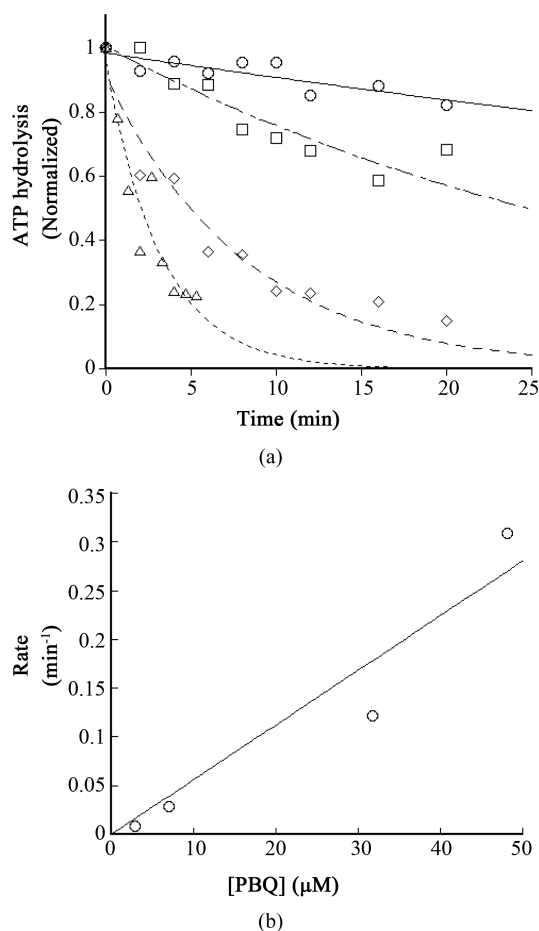 1
0.8
0.6
0.4
0.2
0
ATP hydrolysis
(Normalized)
0 5 10 15 20 25
Time (min)
(a)
0.35
0.3
0.25
0.2
0.15
0.1
0.05
0
Rate
(min-1)
0 10 20 30 40 50
[PBQ] (μM)
(b)